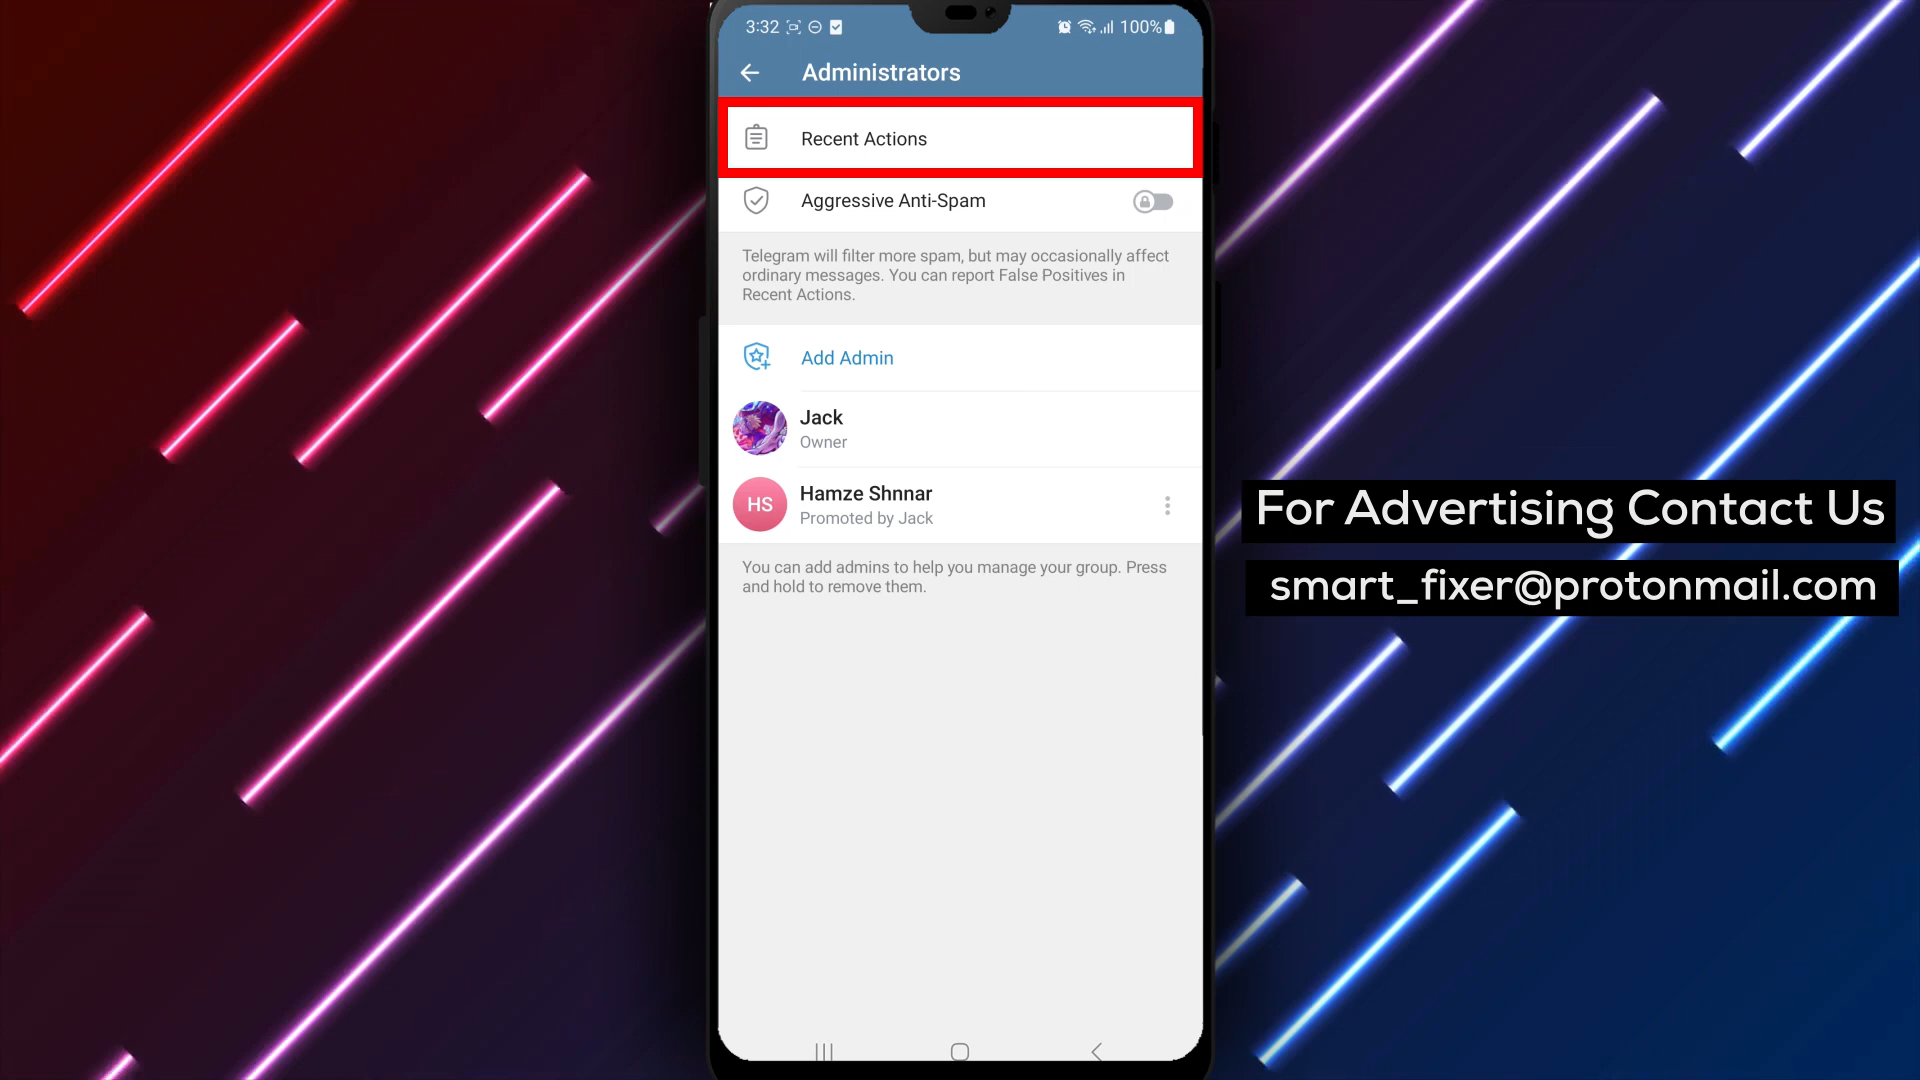 3:32
100%
Administrators
Recent Actions
Aggressive Anti-Spam
Telegram will filter more spam, but may occasionally affect
ordinary messages. You can report False Positives in
Recent Actions.
Add Admin
Jack
Owner
HS
Hamze Shnnar
Promoted by Jack
You can add admins to help you manage your group. Press
and hold to remove them.
For Advertising Contact Us
smart_fixer@protonmail.com